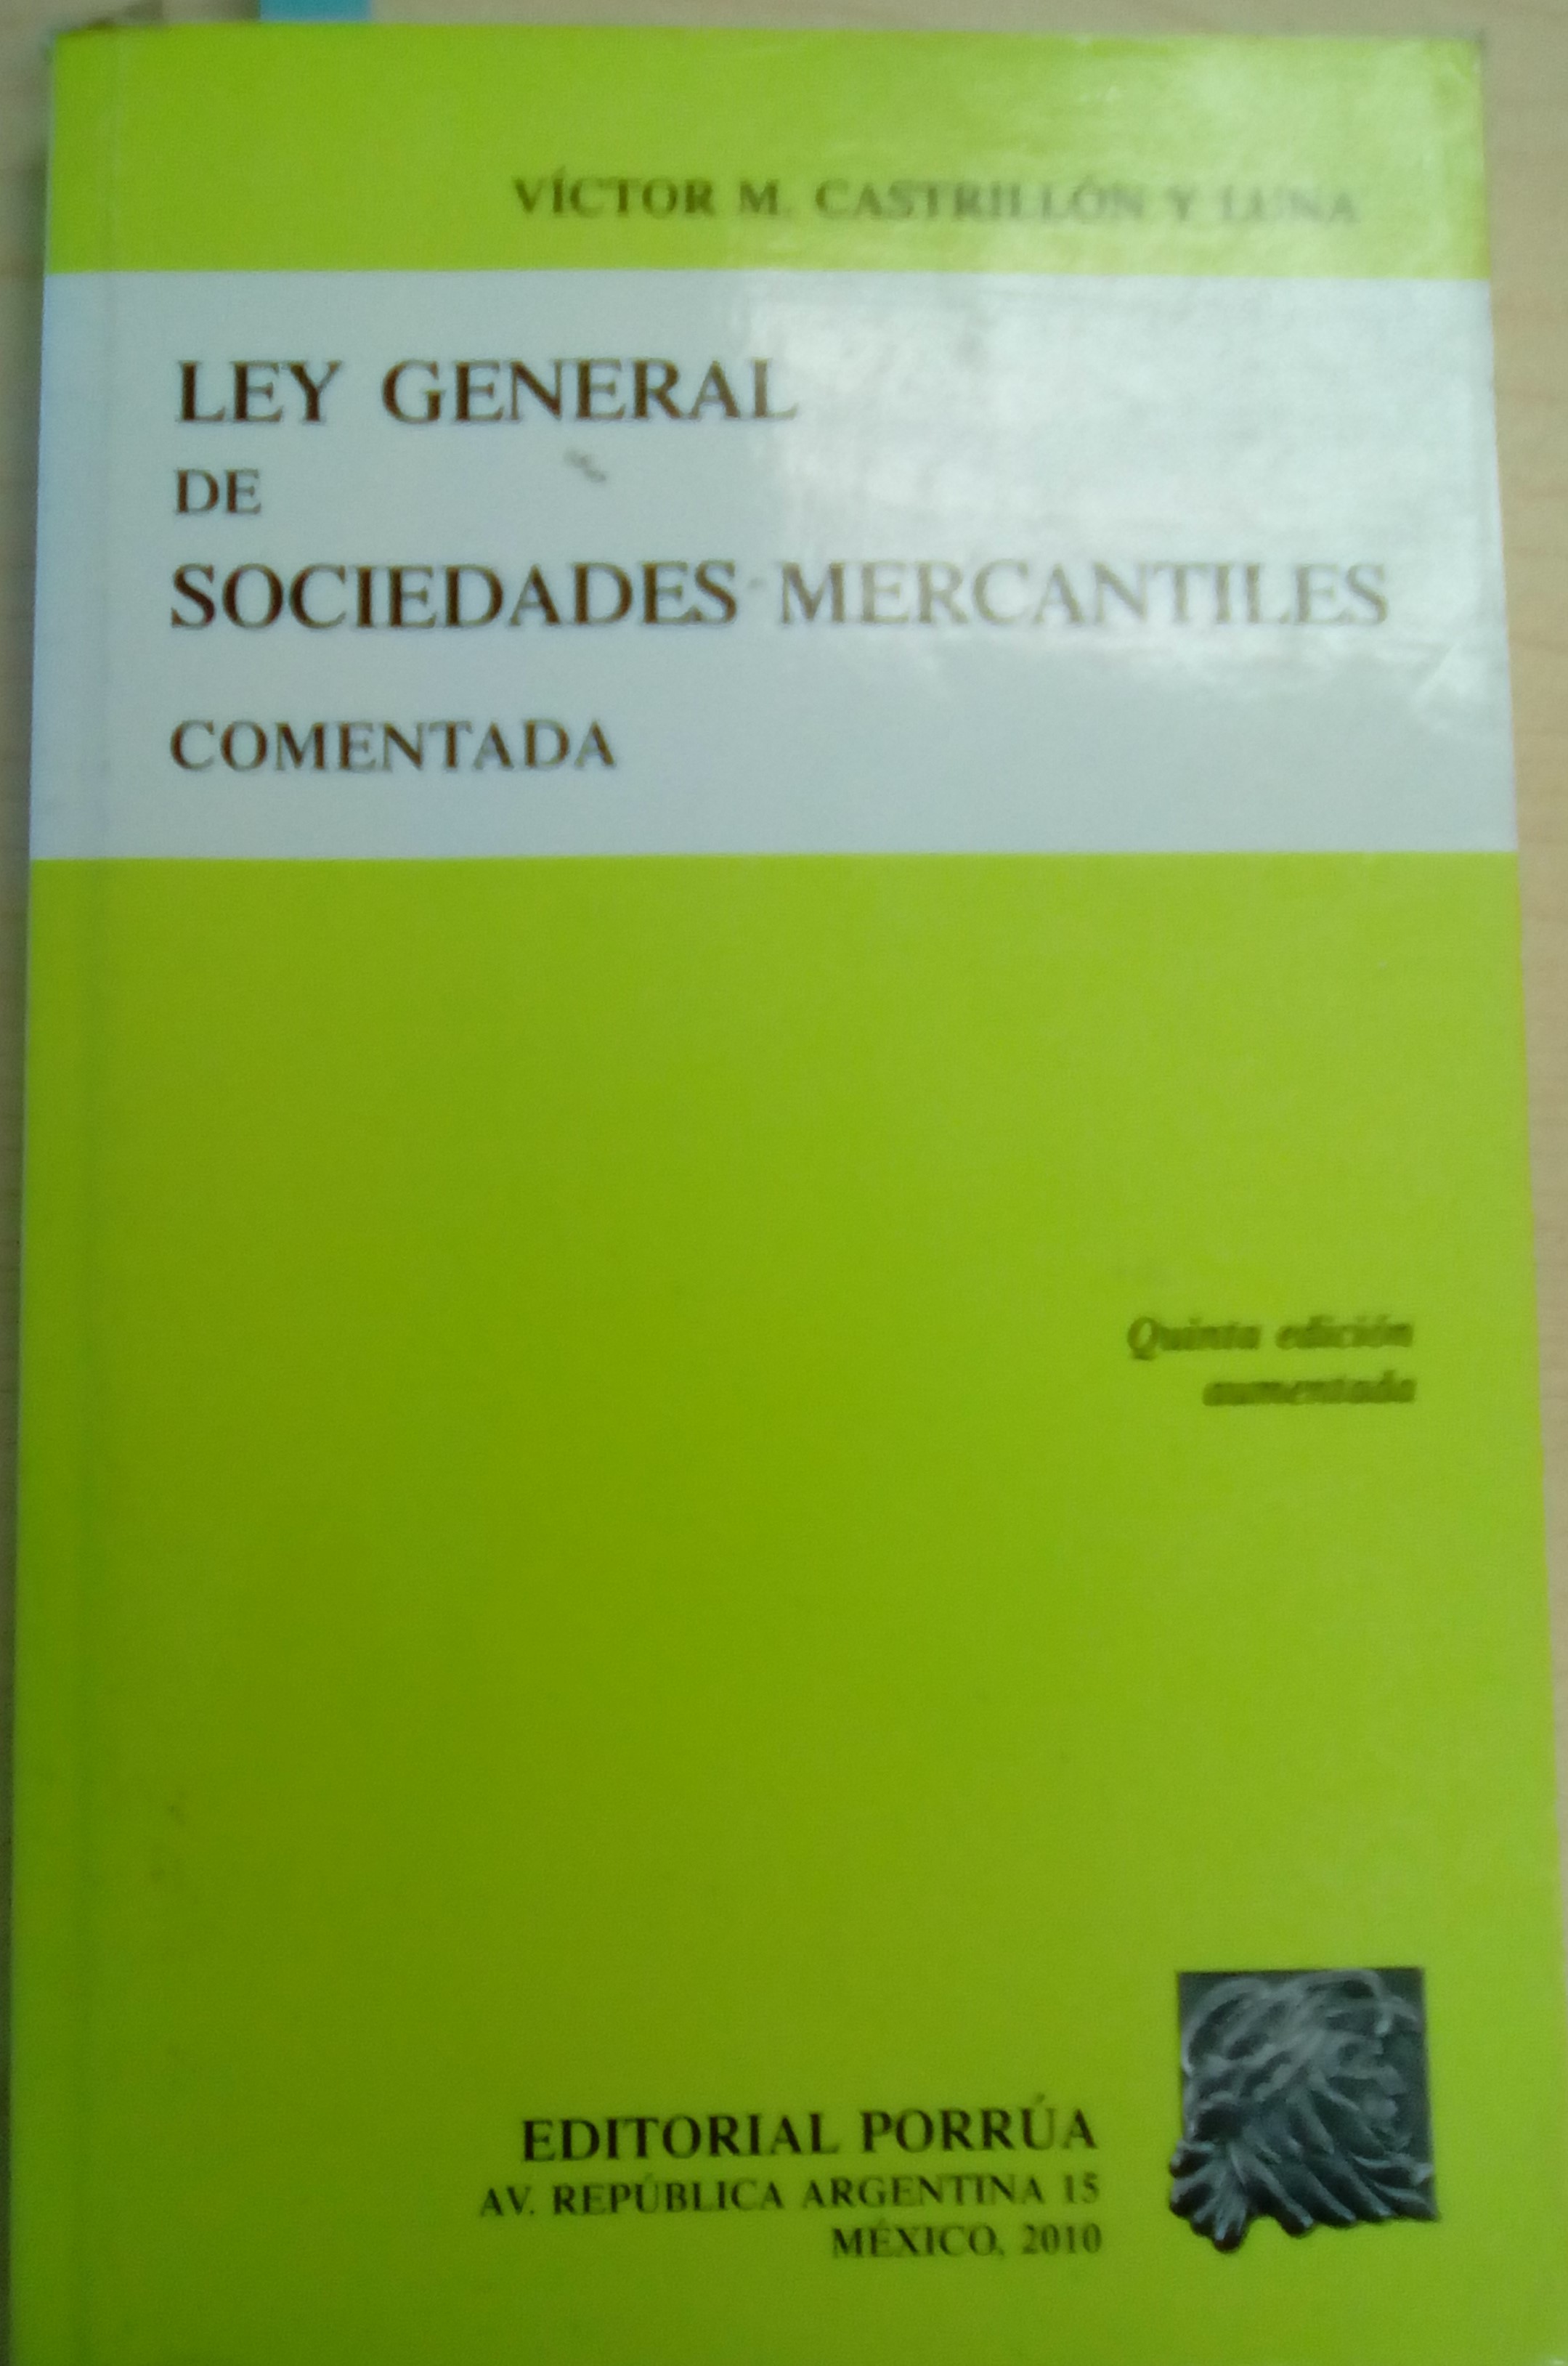 VÍCTOR M. CASTRILLÓN Y LUNA
LEY GENERAL
DE
SOCIEDADES MERCANTILES
COMENTADA
Quinta edición
aumentada
EDITORIAL PORRÚA
AV. REPÚBLICA ARGENTINA 15
MÉXICO, 2010